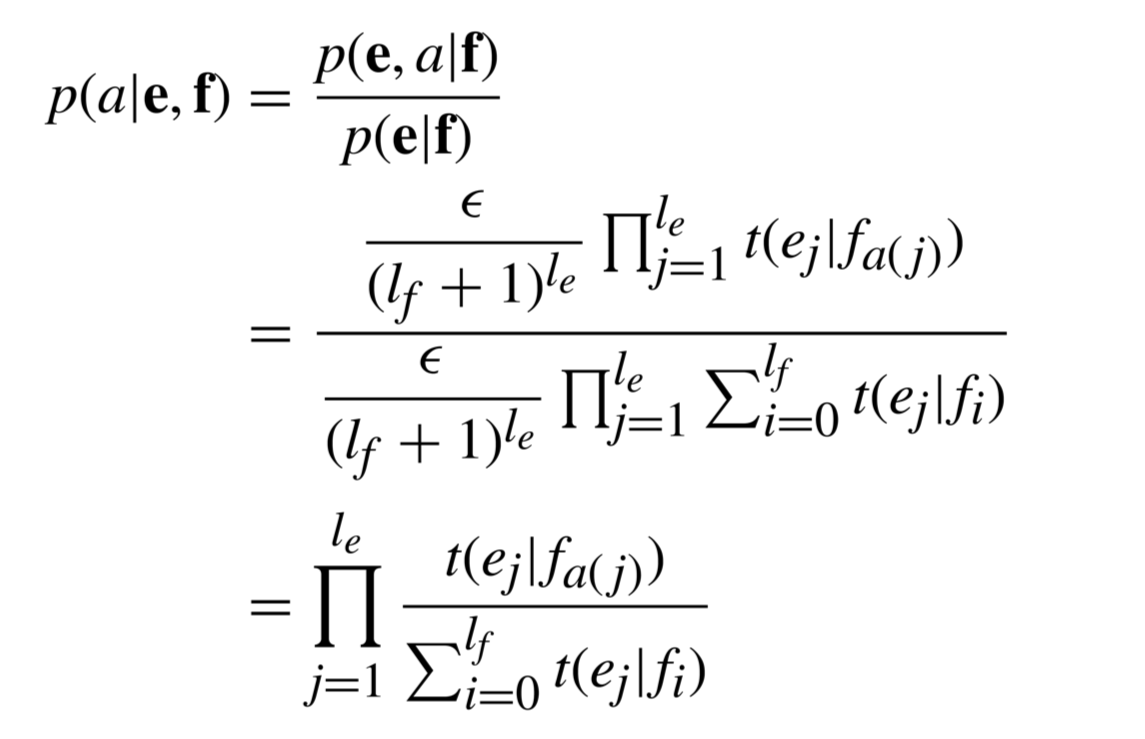 p(a|e, f) = p(e, a|f) / p(e|f)
= ϵ / (l_f + 1)^{l_e} ∏_{j=1}^{l_e} t(e_j|f_{a(j)}) / ϵ / (l_f + 1)^{l_e} ∏_{j=1}^{l_e} ∑_{i=0}^{l_f} t(e_j|f_i)
= ∏_{j=1}^{l_e} t(e_j|f_{a(j)}) / ∑_{i=0}^{l_f} t(e_j|f_i)